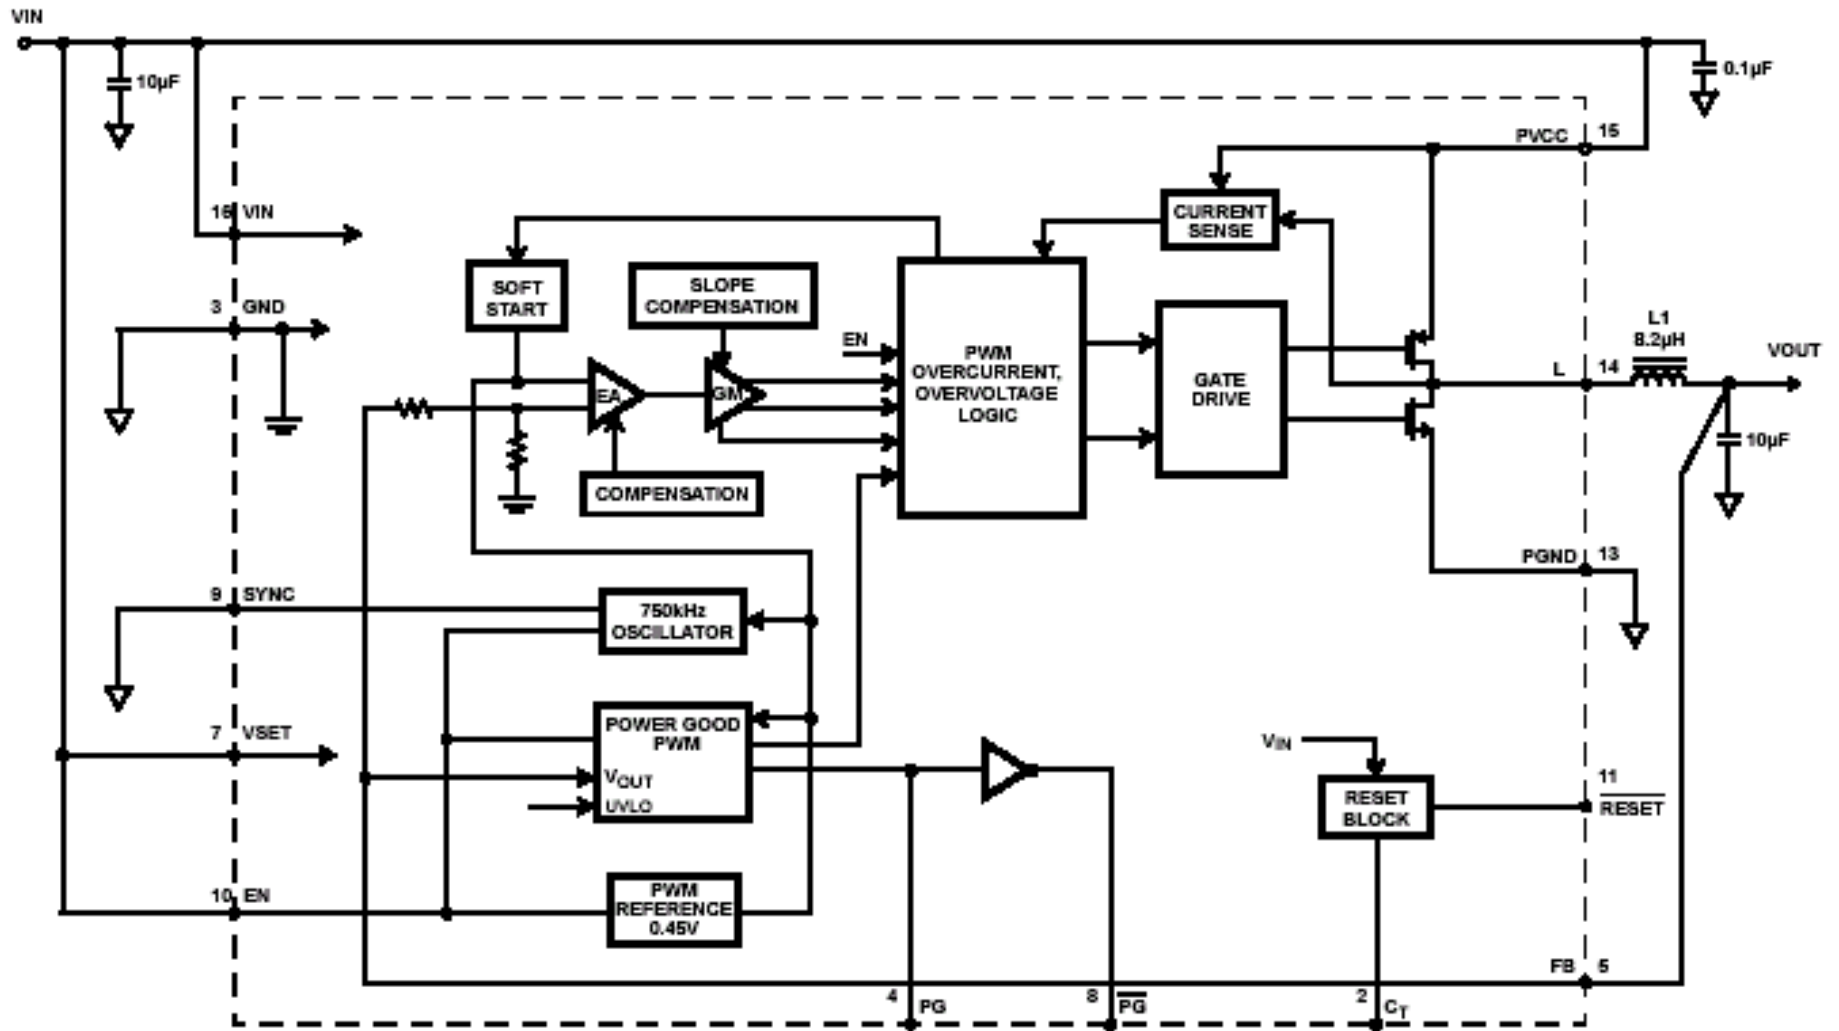 VIN
10µF
0.1µF
PVCC 15
16 VIN
CURRENT
SENSE
3 GND
SOFT
START
SLOPE
COMPENSATION
EN
PWM
OVERCURRENT,
OVERVOLTAGE
LOGIC
GATE
DRIVE
EA
GM
L 14
L1
8.2µH
VOUT
10µF
COMPENSATION
PGND 13
9 SYNC
750kHz
OSCILLATOR
7 VSET
POWER GOOD
PWM
VOUT
UVLO
VIN
RESET
BLOCK
11
RESET
10 EN
PWM
REFERENCE
0.45V
FB 5
4 PG
8 PG
2 CT